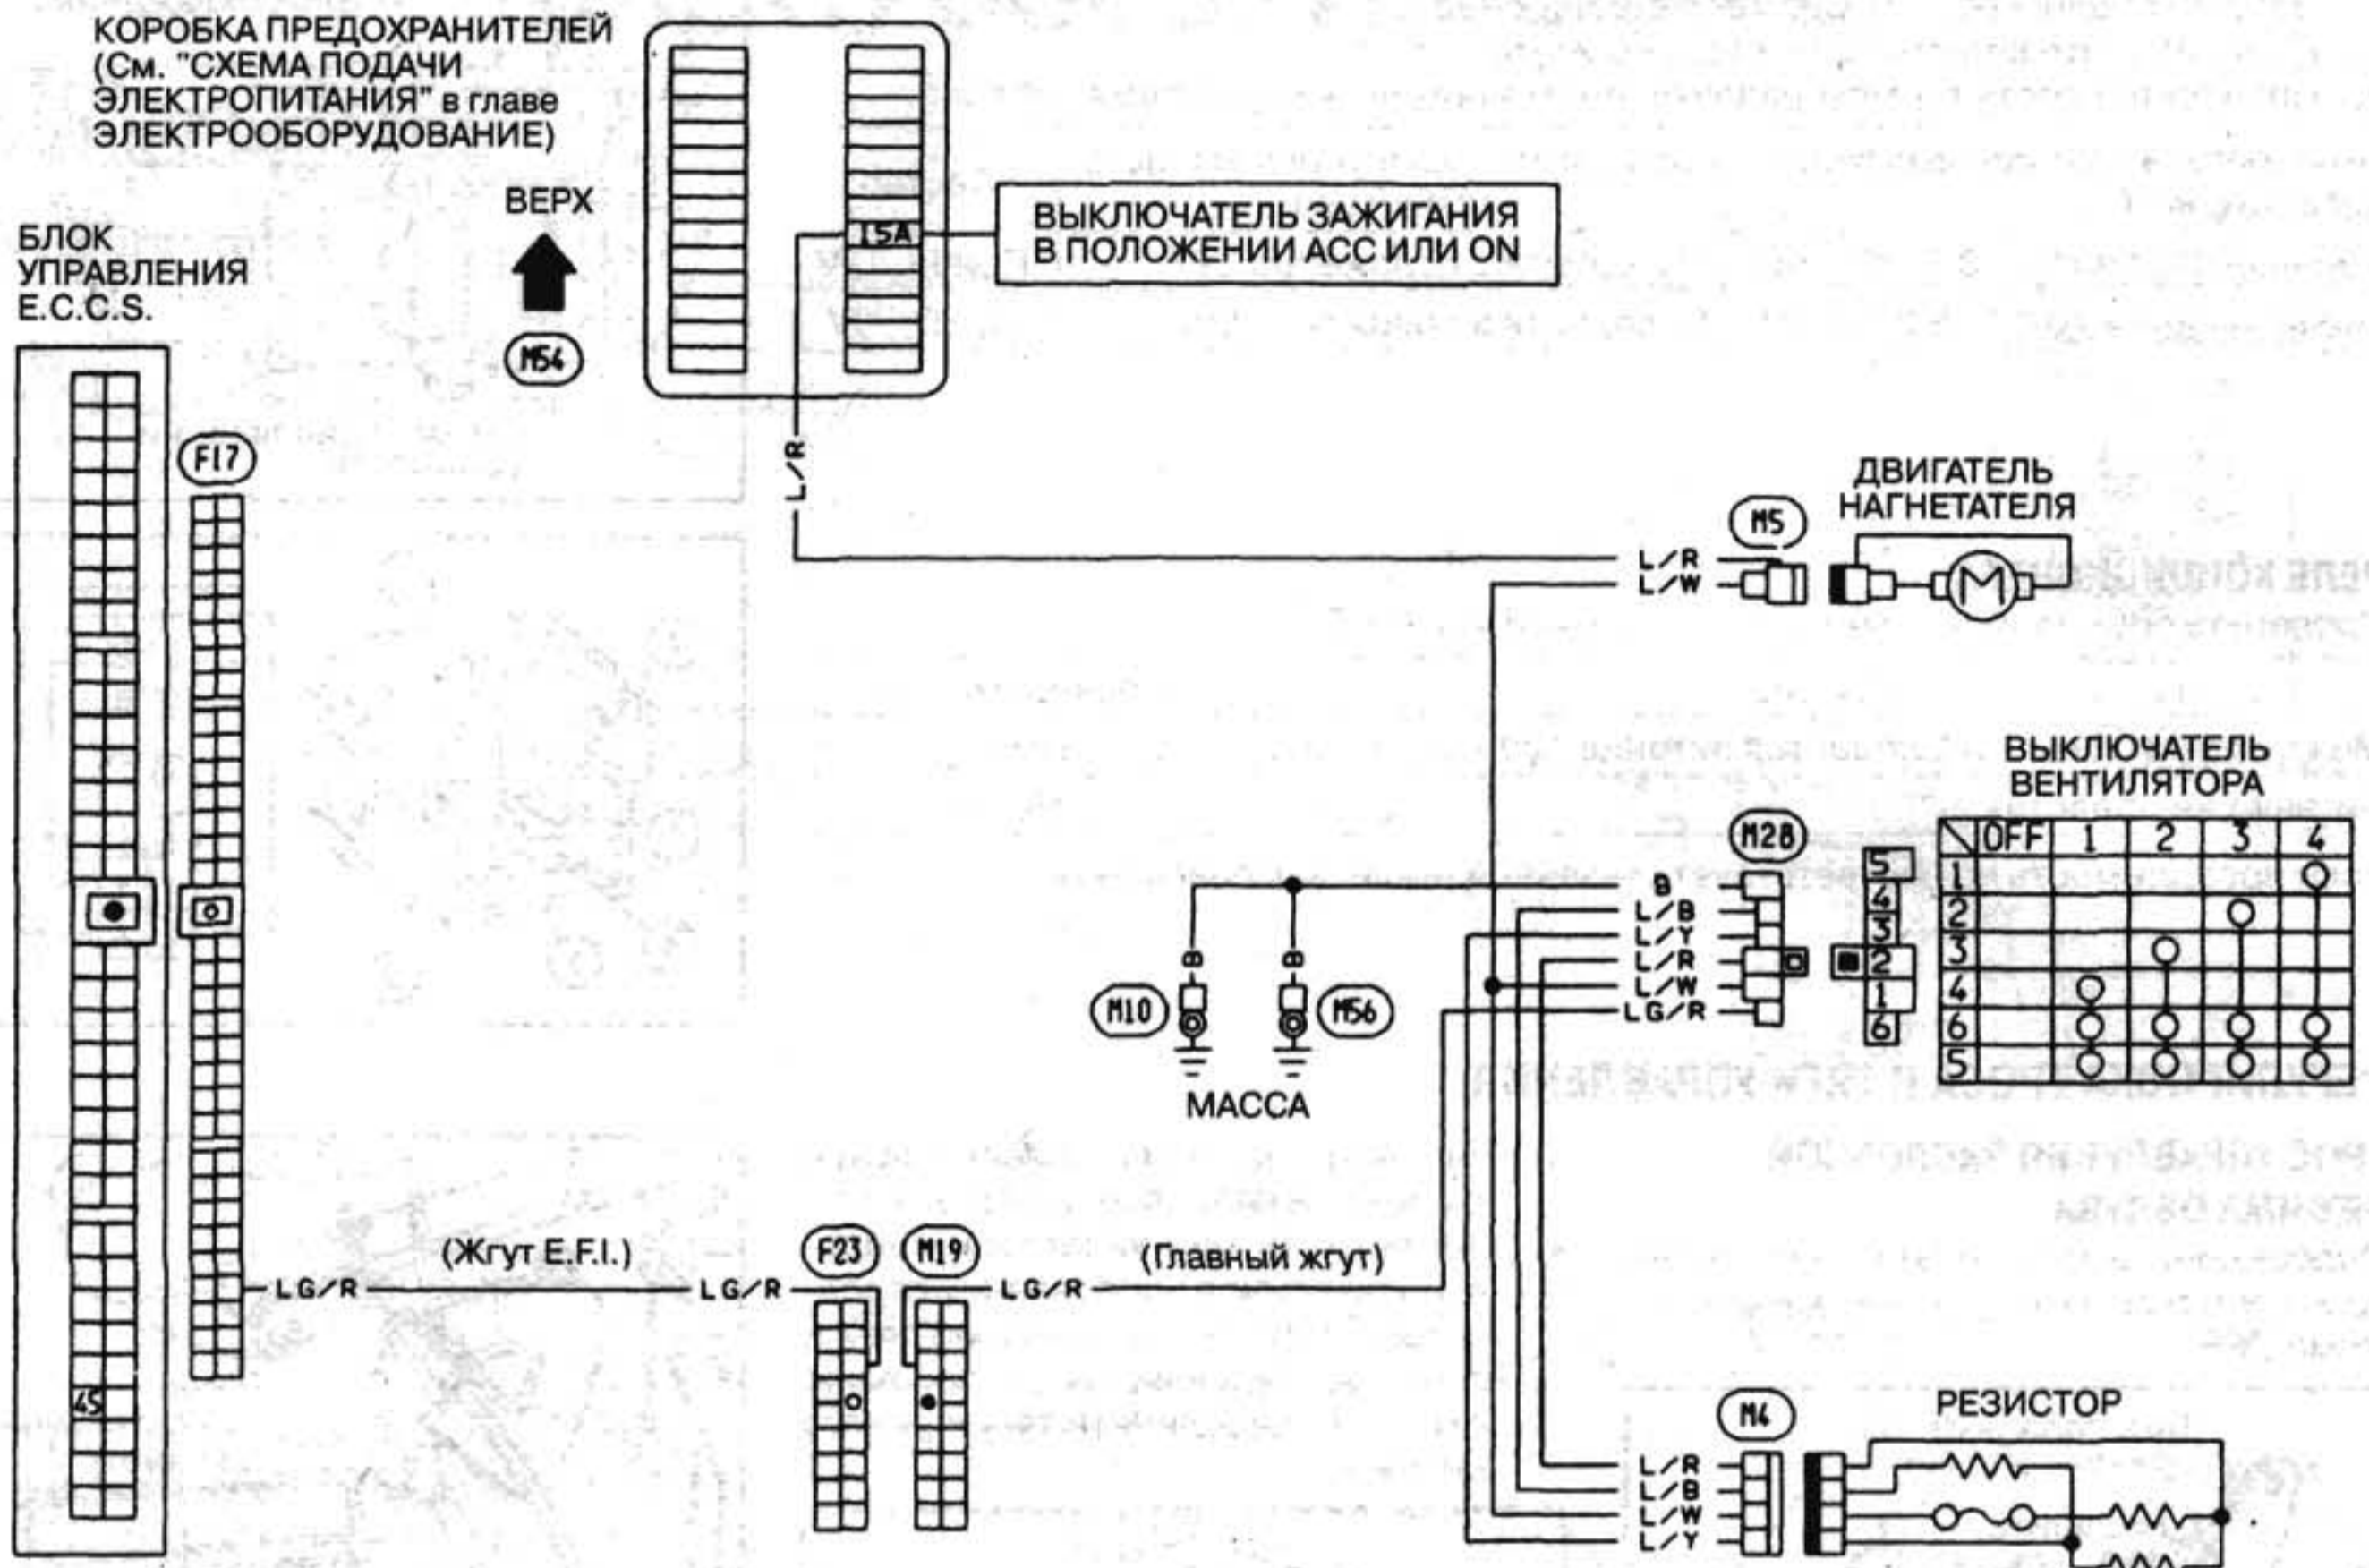 КОРОБКА ПРЕДОХРАНИТЕЛЕЙ
(См. "СХЕМА ПОДАЧИ
ЭЛЕКТРОПИТАНИЯ" в главе
ЭЛЕКТРООБОРУДОВАНИЕ)
ВЕРХ
M54
15A
ВЫКЛЮЧАТЕЛЬ ЗАЖИГАНИЯ
В ПОЛОЖЕНИИ ACC ИЛИ ON
БЛОК
УПРАВЛЕНИЯ
E.C.C.S.
F17
L/R
ДВИГАТЕЛЬ
НАГНЕТАТЕЛЯ
M5
L/R
L/W
M
ВЫКЛЮЧАТЕЛЬ
ВЕНТИЛЯТОРА
M28
OFF 1 2 3 4
1
2
3
4
6
5
5
4
3
2
1
6
B
L/B
L/Y
L/R
L/W
LG/R
B
B
M10
M56
МАССА
(Жгут E.F.I.)
F23
M19
(Главный жгут)
LG/R
LG/R
LG/R
45
M4
РЕЗИСТОР
L/R
L/B
L/W
L/Y